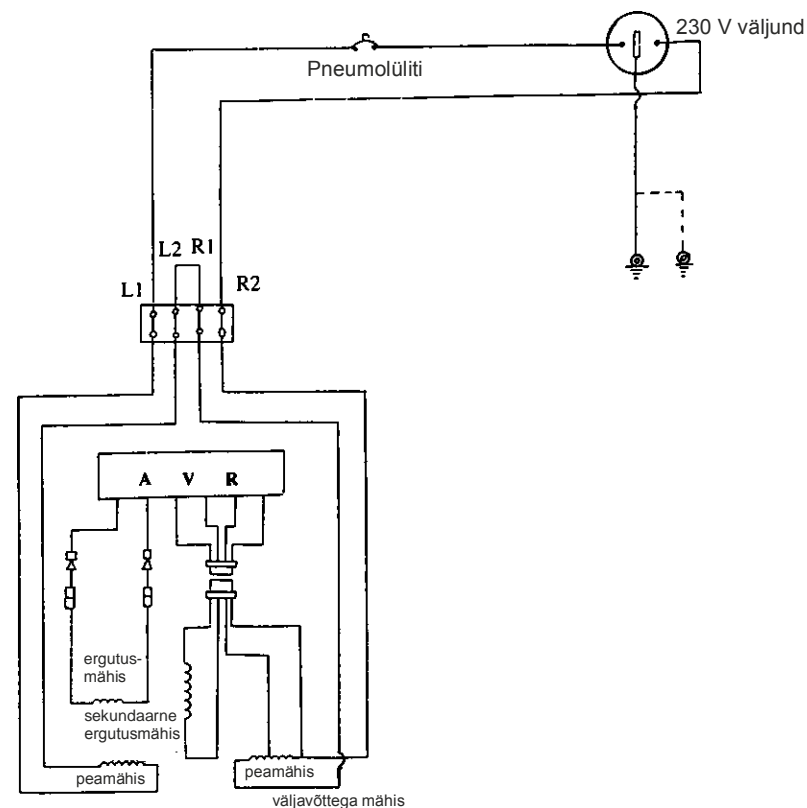 230 V väljund
Pneumolüliti
L2 R1
L1
R2
A V R
ergutus-
mähis
sekundaarne
ergutusmähis
peamähis
peamähis
väljavõttega mähis